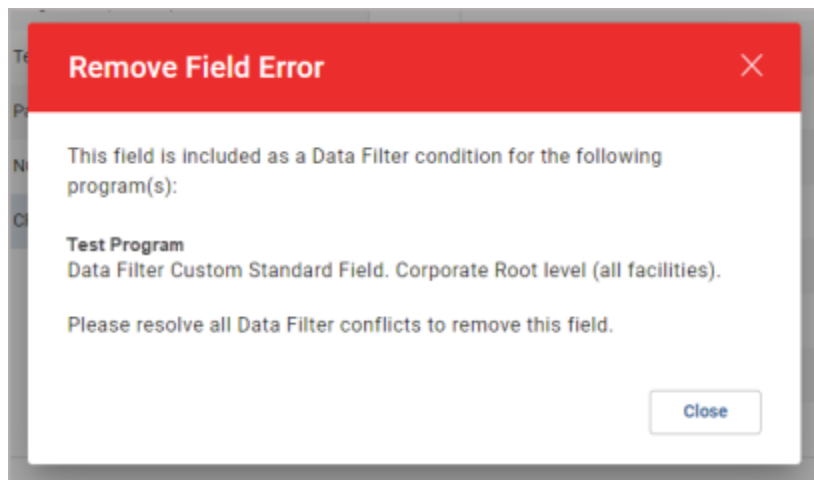 Remove Field Error
This field is included as a Data Filter condition for the following
program(s):
Test Program
Data Filter Custom Standard Field. Corporate Root level (all facilities).
Please resolve all Data Filter conflicts to remove this field.
Close